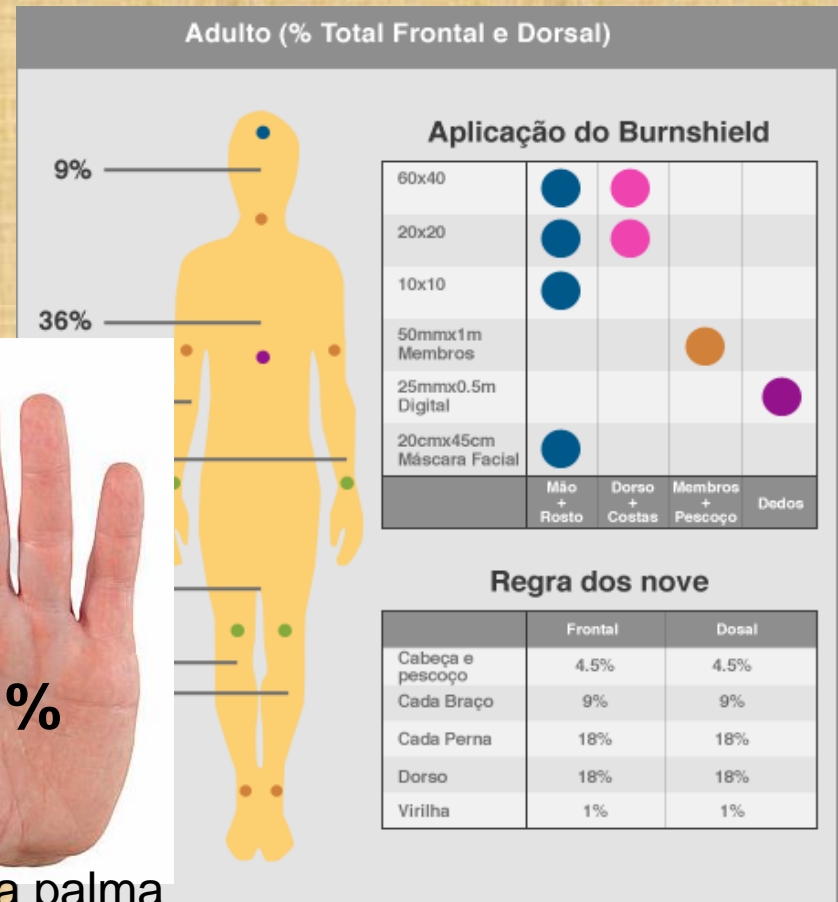 Adulto (% Total Frontal e Dorsal)
9%
36%
%
a palma
Aplicação do Burnshield
60x40
20x20
10x10
50mmx1m
Membros
25mmx0.5m
Digital
20cmx45cm
Máscara Facial
Mão + Rosto
Dorso + Costas
Membros + Pescoço
Dedos
Regra dos nove
Frontal Dosal
Cabeça e pescoço 4.5% 4.5%
Cada Braço 9% 9%
Cada Perna 18% 18%
Dorso 18% 18%
Virilha 1% 1%